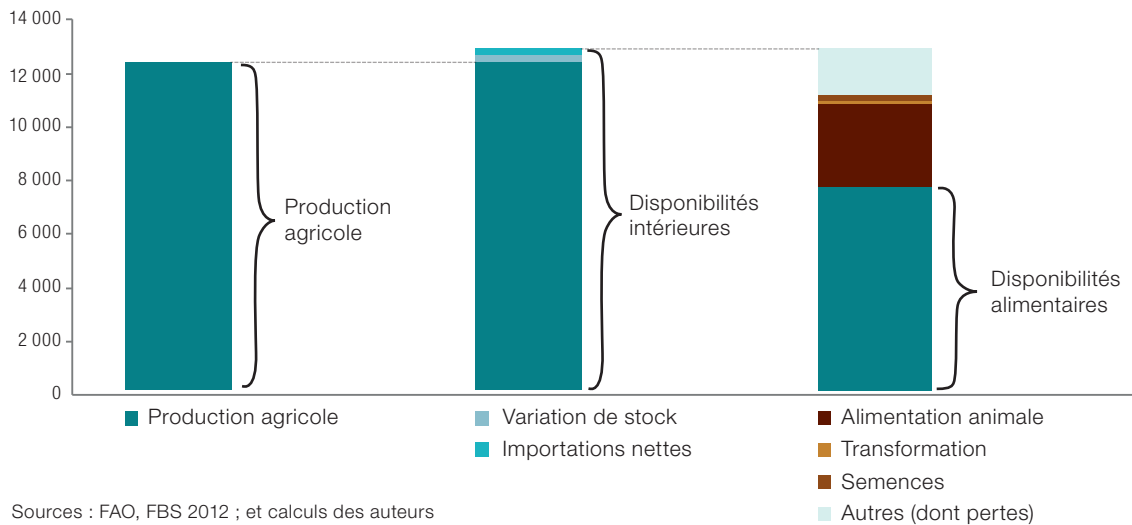 14 000
12 000
10 000
8 000
6 000
4 000
2 000
0
Production
agricole
Disponibilités
intérieures
Disponibilités
alimentaires
Production agricole
Variation de stock
Importations nettes
Alimentation animale
Transformation
Semences
Autres (dont pertes)
Sources : FAO, FBS 2012 ; et calculs des auteurs